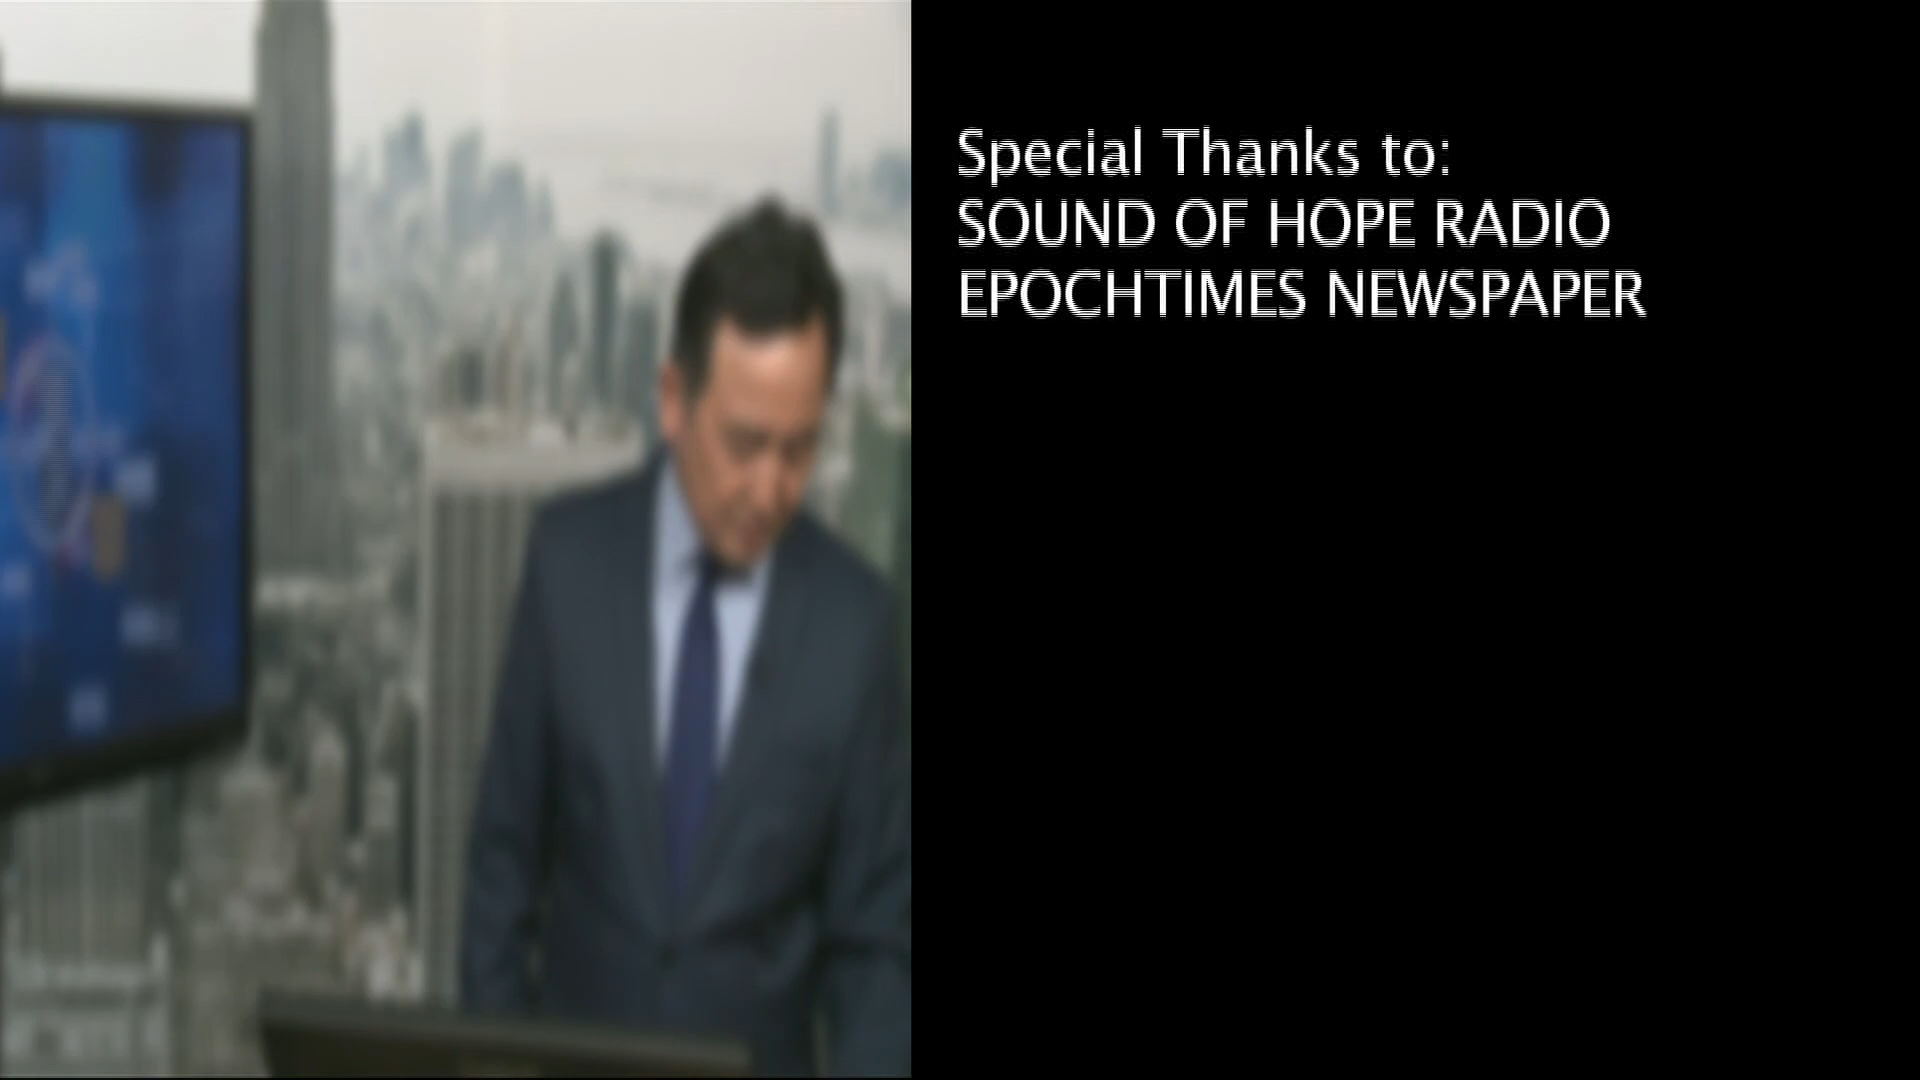 Special Thanks to:
SOUND OF HOPE RADIO
EPOCHTIMES NEWSPAPER